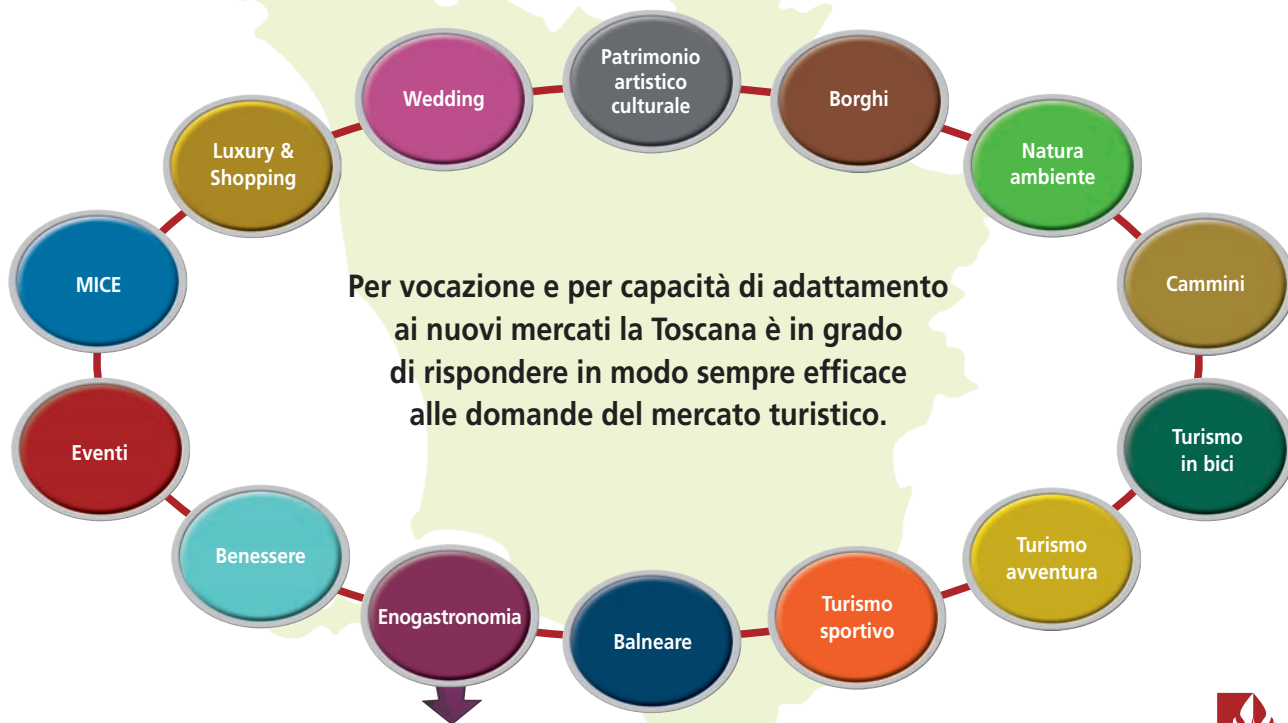 Wedding
Patrimonio
artistico
culturale
Borghi
Luxury &
Shopping
Natura
ambiente
MICE
Cammini
Per vocazione e per capacità di adattamento
ai nuovi mercati la Toscana è in grado
di rispondere in modo sempre efficace
alle domande del mercato turistico.
Eventi
Turismo
in bici
Benessere
Turismo
avventura
Enogastronomia
Balneare
Turismo
sportivo